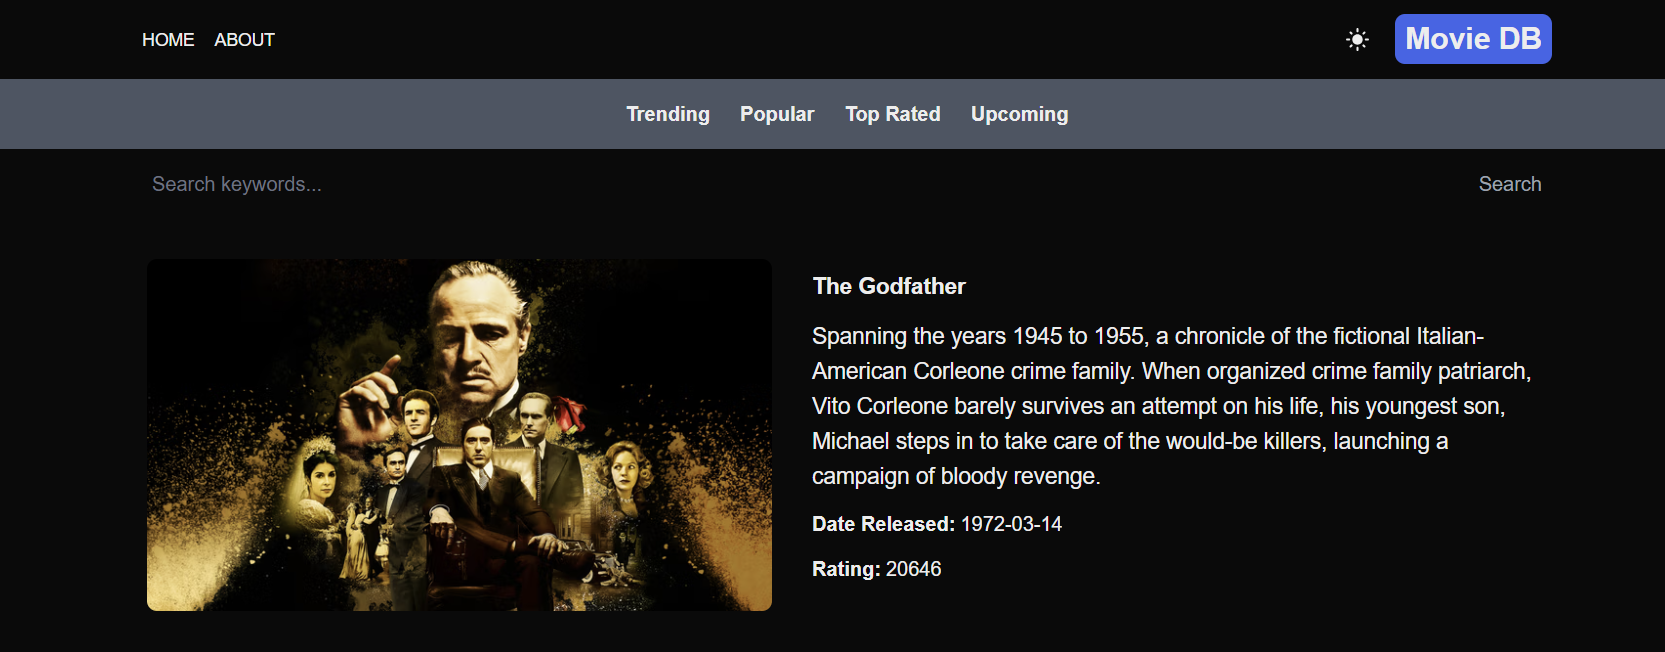 HOME ABOUT Movie DB
Trending Popular Top Rated Upcoming
Search keywords... Search
The Godfather
Spanning the years 1945 to 1955, a chronicle of the fictional Italian-
American Corleone crime family. When organized crime family patriarch,
Vito Corleone barely survives an attempt on his life, his youngest son,
Michael steps in to take care of the would-be killers, launching a
campaign of bloody revenge.
Date Released: 1972-03-14
Rating: 20646